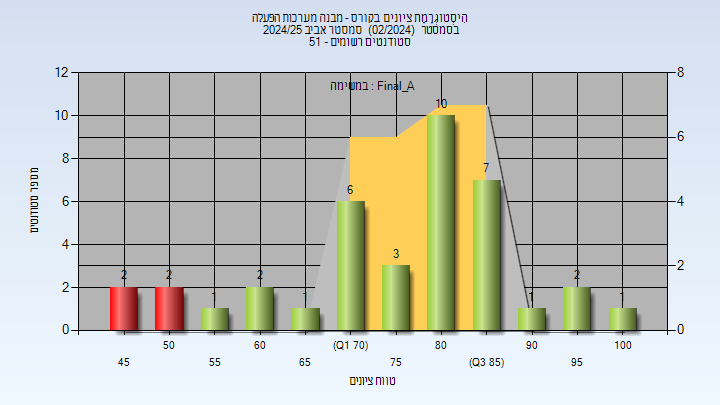 היסטוגרמת ציונים בקורס - מבנה מערכות הפעלה
בסמסטר (02/2024) סמסטר אביב 2024/25
סטודנטים רשומים - 51
במשימה : Final_A
12 10 8 6 4 2 0
8 6 4 2 0
מספר סטודנטים
2 2 1 2 1 6 3 10 7 1 2 1
45 50 55 60 65 (Q1 70) 75 80 (Q3 85) 90 95 100
טווח ציונים